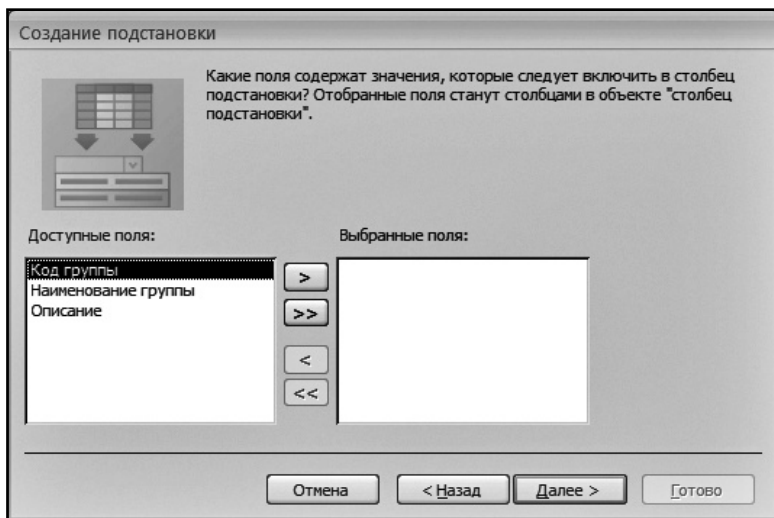 Создание подстановки
Какие поля содержат значения, которые следует включить в столбец
подстановки? Отобранные поля станут столбцами в объекте "столбец
подстановки".
Доступные поля:
Выбранные поля:
Код группы
Наименование группы
Описание
>
>>
<
<<
Отмена
< Назад
Далее >
Готово